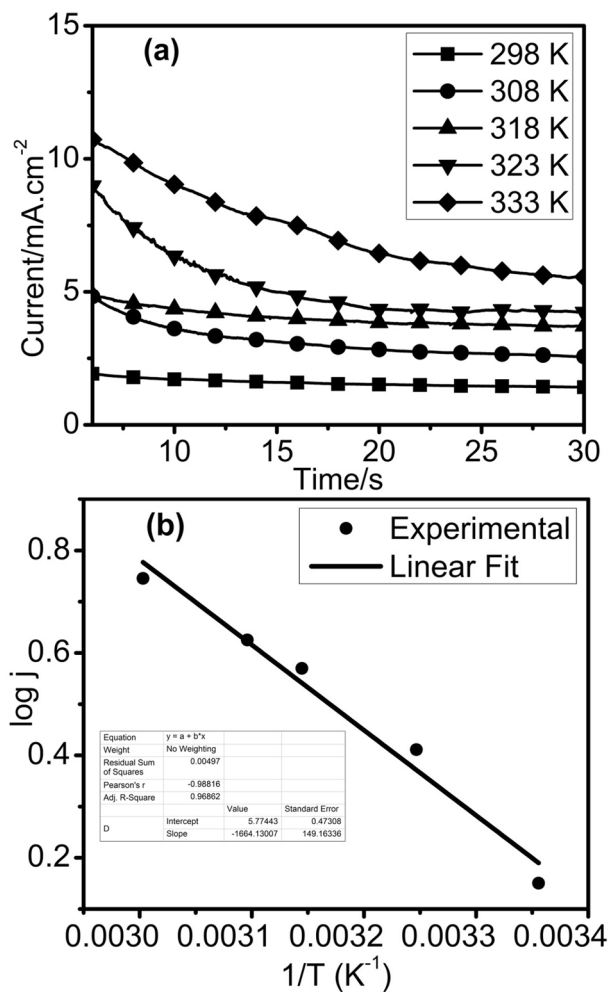 15
10
5
0
Current/mA.cm-2
(a)
298 K
308 K
318 K
323 K
333 K
10 15 20 25 30
Time/s
(b)
Experimental
Linear Fit
0.8
0.6
0.4
0.2
log j
Equation y = a + b*x
Weight No Weighting
Residual Sum of Squares 0.00497
Pearson's r -0.98816
Adj. R-Square 0.96862
Value Standard Error
D Intercept 5.77443 0.47308
Slope -1664.13007 149.16336
0.0030 0.0031 0.0032 0.0033 0.0034
1/T (K-1)